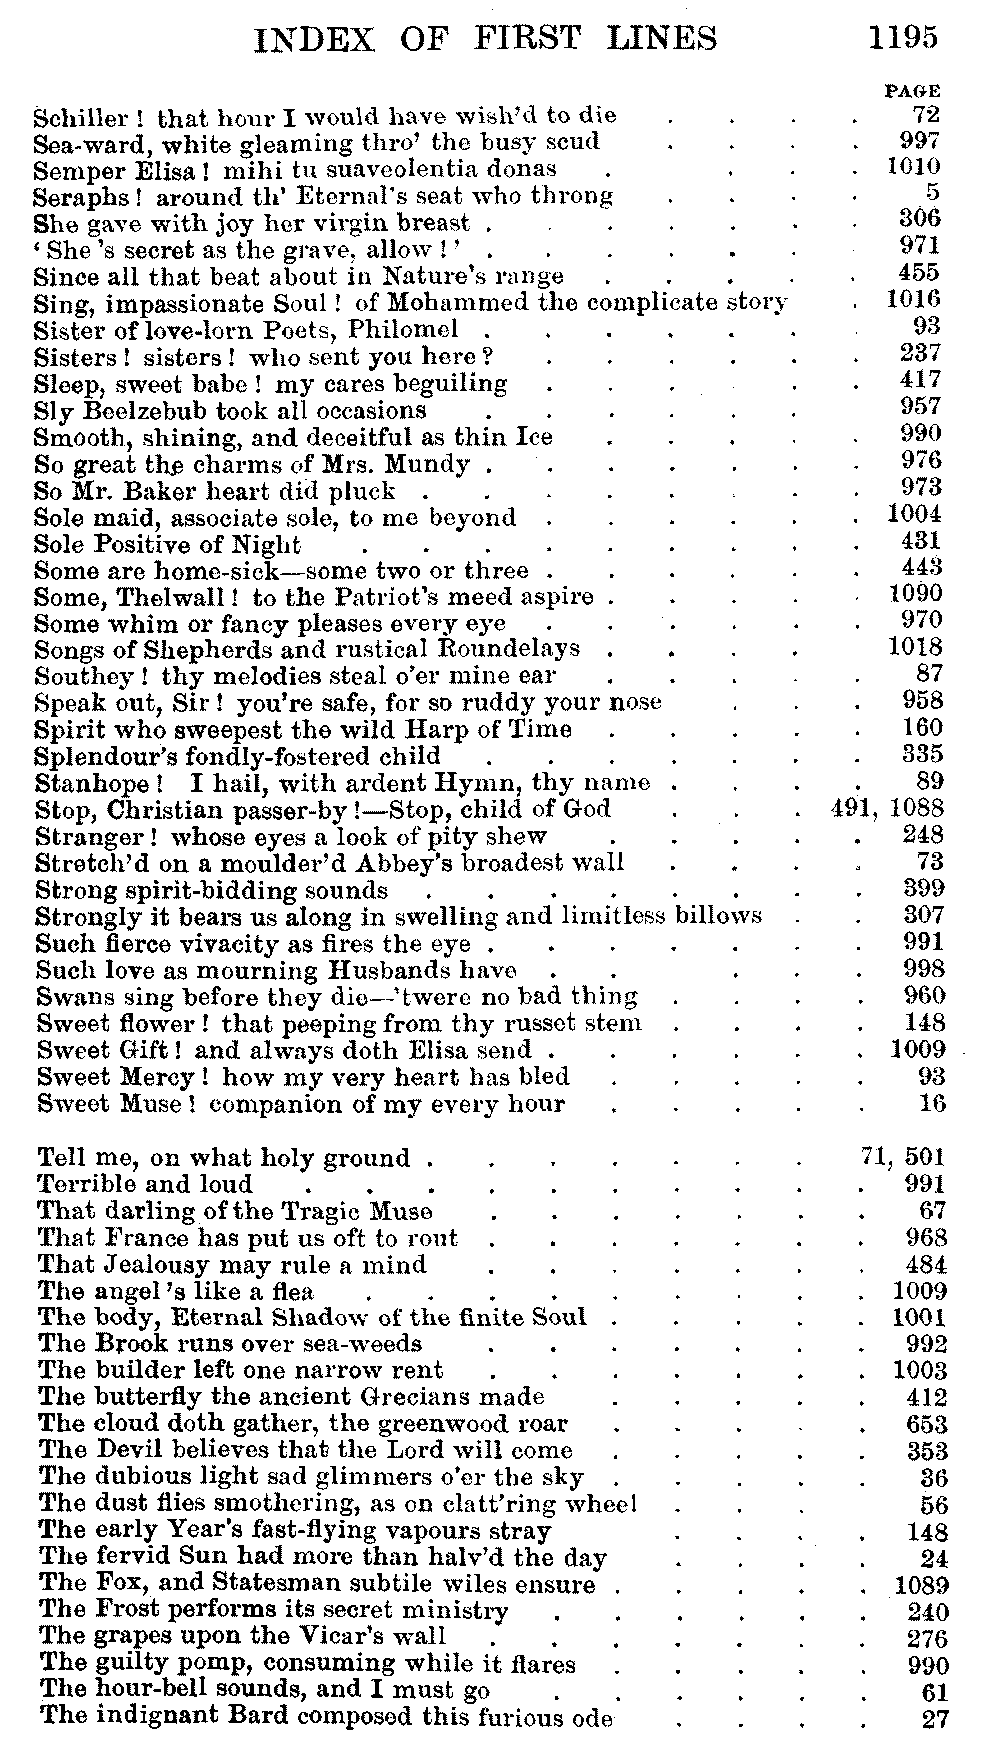 INDEX OF FIRST LINES 1195
PAGE
Schiller ! that hour I would have wish'd to die . . . . 72
Sea-ward, white gleaming thro' the busy scud . . . . 997
Semper Elisa ! mihi tu suaveolentia donas . . . . 1010
Seraphs ! around th' Eternal's seat who throng . . . . 5
She gave with joy her virgin breast . . . . . . . 306
‘ She 's secret as the grave, allow ! ’ . . . . . . . 971
Since all that beat about in Nature's range . . . . . 455
Sing, impassionate Soul ! of Mohammed the complicate story . 1016
Sister of love-lorn Poets, Philomel . . . . . . . 93
Sisters ! sisters ! who sent you here ? . . . . . . 237
Sleep, sweet babe ! my cares beguiling . . . . . 417
Sly Beelzebub took all occasions . . . . . . 957
Smooth, shining, and deceitful as thin Ice . . . . . 990
So great the charms of Mrs. Mundy . . . . . . . 976
So Mr. Baker heart did pluck . . . . . . . . 973
Sole maid, associate sole, to me beyond . . . . . . 1004
Sole Positive of Night . . . . . . . . . 431
Some are home-sick—some two or three . . . . . . 443
Some, Thelwall ! to the Patriot's meed aspire . . . . . 1090
Some whim or fancy pleases every eye . . . . . . 970
Songs of Shepherds and rustical Roundelays . . . . 1018
Southey ! thy melodies steal o'er mine ear . . . . . 87
Speak out, Sir ! you're safe, for so ruddy your nose . . . 958
Spirit who sweepest the wild Harp of Time . . . . . 160
Splendour's fondly-fostered child . . . . . . . 335
Stanhope ! I hail, with ardent Hymn, thy name . . . . 89
Stop, Christian passer-by !—Stop, child of God . . . 491, 1088
Stranger ! whose eyes a look of pity shew . . . . . 248
Stretch'd on a moulder'd Abbey's broadest wall . . . . 73
Strong spirit-bidding sounds . . . . . . . . 399
Strongly it bears us along in swelling and limitless billows . . 307
Such fierce vivacity as fires the eye . . . . . . . 991
Such love as mourning Husbands have . . . . . 998
Swans sing before they die—'twere no bad thing . . . . 960
Sweet flower ! that peeping from thy russet stem . . . . 148
Sweet Gift ! and always doth Elisa send . . . . . . 1009
Sweet Mercy ! how my very heart has bled . . . . . 93
Sweet Muse ! companion of my every hour . . . . . 16
Tell me, on what holy ground . . . . . . . 71, 501
Terrible and loud . . . . . . . . . . 991
That darling of the Tragic Muse . . . . . . . 67
That France has put us oft to rout . . . . . . . 968
That Jealousy may rule a mind . . . . . . . 484
The angel 's like a flea . . . . . . . . . 1009
The body, Eternal Shadow of the finite Soul . . . . . 1001
The Brook runs over sea-weeds . . . . . . . 992
The builder left one narrow rent . . . . . . . 1003
The butterfly the ancient Grecians made . . . . . 412
The cloud doth gather, the greenwood roar . . . . . 653
The Devil believes that the Lord will come . . . . . 353
The dubious light sad glimmers o'er the sky . . . . . 36
The dust flies smothering, as on clatt'ring wheel . . . 56
The early Year's fast-flying vapours stray . . . . 148
The fervid Sun had more than halv'd the day . . . . 24
The Fox, and Statesman subtile wiles ensure . . . . . 1089
The Frost performs its secret ministry . . . . . . 240
The grapes upon the Vicar's wall . . . . . . . 276
The guilty pomp, consuming while it flares . . . . . 990
The hour-bell sounds, and I must go . . . . . . 61
The indignant Bard composed this furious ode . . . . 27